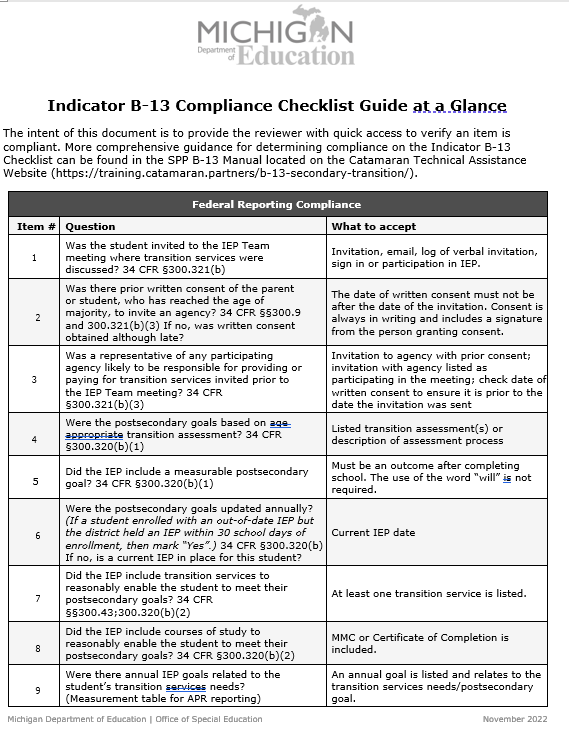 MICHIGAN
Department of Education
Indicator B-13 Compliance Checklist Guide at a Glance
The intent of this document is to provide the reviewer with quick access to verify an item is
compliant. More comprehensive guidance for determining compliance on the Indicator B-13
Checklist can be found in the SPP B-13 Manual located on the Catamaran Technical Assistance
Website (https://training.catamaran.partners/b-13-secondary-transition/).
Federal Reporting Compliance
Item # Question What to accept
1
Was the student invited to the IEP Team
meeting where transition services were
discussed? 34 CFR §300.321(b)
Invitation, email, log of verbal invitation,
sign in or participation in IEP.
2
Was there prior written consent of the parent
or student, who has reached the age of
majority, to invite an agency? 34 CFR §§300.9
and 300.321(b)(3) If no, was written consent
obtained although late?
The date of written consent must not be
after the date of the invitation. Consent is
always in writing and includes a signature
from the person granting consent.
3
Was a representative of any participating
agency likely to be responsible for providing or
paying for transition services invited prior to
the IEP Team meeting? 34 CFR
§300.321(b)(3)
Invitation to agency with prior consent;
invitation with agency listed as
participating in the meeting; check date of
written consent to ensure it is prior to the
date the invitation was sent
4
Were the postsecondary goals based on age
appropriate transition assessment? 34 CFR
§300.320(b)(1)
Listed transition assessment(s) or
description of assessment process
5
Did the IEP include a measurable postsecondary
goal? 34 CFR §300.320(b)(1)
Must be an outcome after completing
school. The use of the word “will” is not
required.
6
Were the postsecondary goals updated annually?
(If a student enrolled with an out-of-date IEP but
the district held an IEP within 30 school days of
enrollment, then mark “Yes”.) 34 CFR §300.320(b)
If no, is a current IEP in place for this student?
Current IEP date
7
Did the IEP include transition services to
reasonably enable the student to meet their
postsecondary goals? 34 CFR
§§300.43;300.320(b)(2)
At least one transition service is listed.
8
Did the IEP include courses of study to
reasonably enable the student to meet their
postsecondary goals? 34 CFR §300.320(b)(2)
MMC or Certificate of Completion is
included.
9
Were there annual IEP goals related to the
student’s transition services needs?
(Measurement table for APR reporting)
An annual goal is listed and relates to the
transition services needs/postsecondary
goal.
Michigan Department of Education | Office of Special Education November 2022